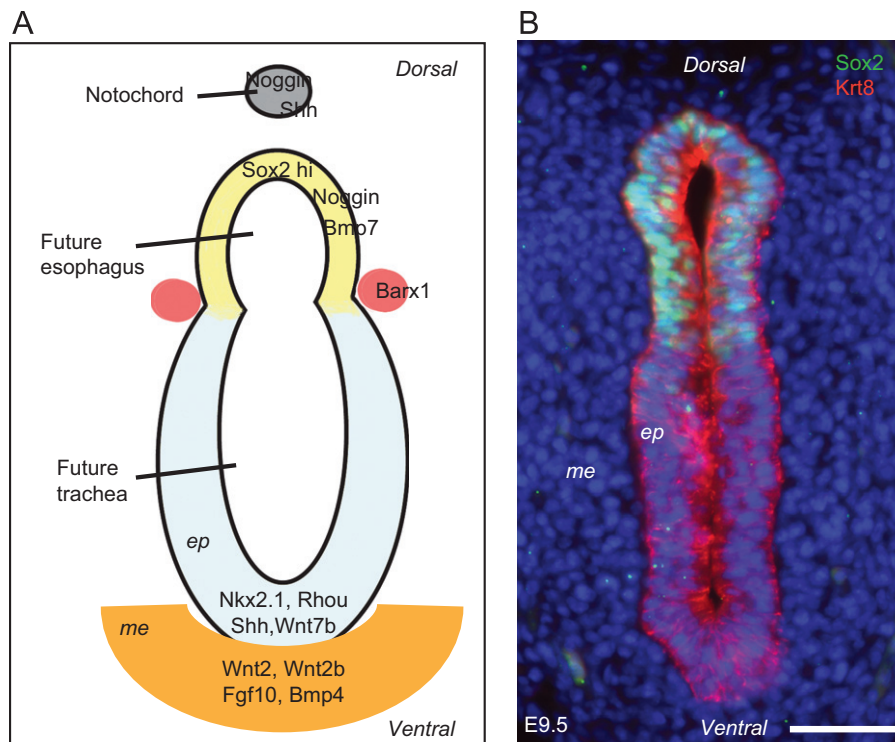 A
Dorsal
Noggin
Notochord
Shh
Sox2 hi
Noggin
Bmp7
Future
esophagus
Barx1
Future
trachea
ep
Nkx2.1, Rhou
Shh,Wnt7b
me
Wnt2, Wnt2b
Fgf10, Bmp4
Ventral
B
Dorsal
Sox2
Krt8
ep
me
E9.5
Ventral